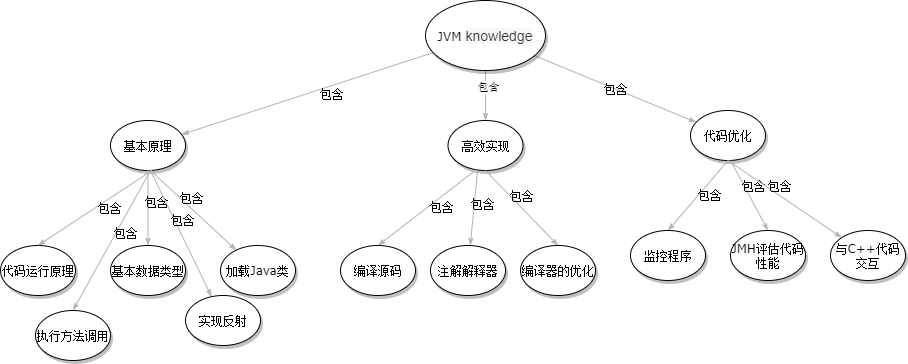 JVM knowledge
包含
包含
包含
基本原理
高效实现
代码优化
包含
包含
包含
包含
包含
包含
包含
包含
包含
包含
包含
代码运行原理
基本数据类型
加载Java类
编译源码
注解解释器
编译器的优化
监控程序
JMH评估代码
性能
与C++代码
交互
执行方法调用
实现反射